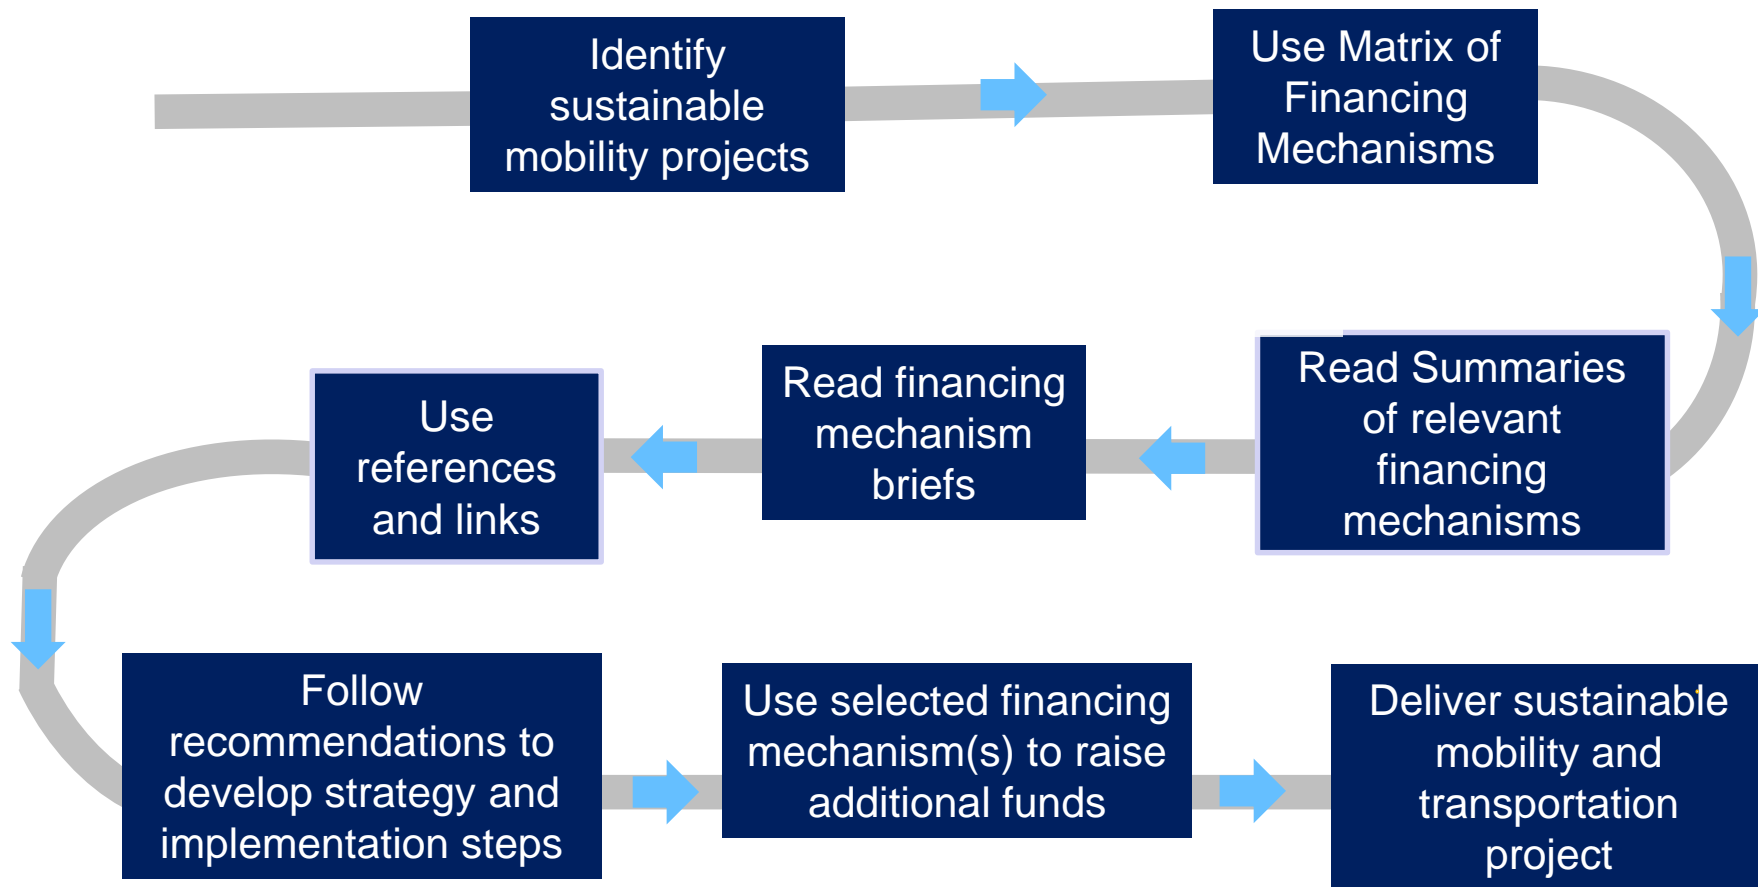 Identify
sustainable
mobility projects
Use Matrix of
Financing
Mechanisms
Read Summaries
of relevant
financing
mechanisms
Read financing
mechanism
briefs
Use
references
and links
Follow
recommendations to
develop strategy and
implementation steps
Use selected financing
mechanism(s) to raise
additional funds
Deliver sustainable
mobility and
transportation
project